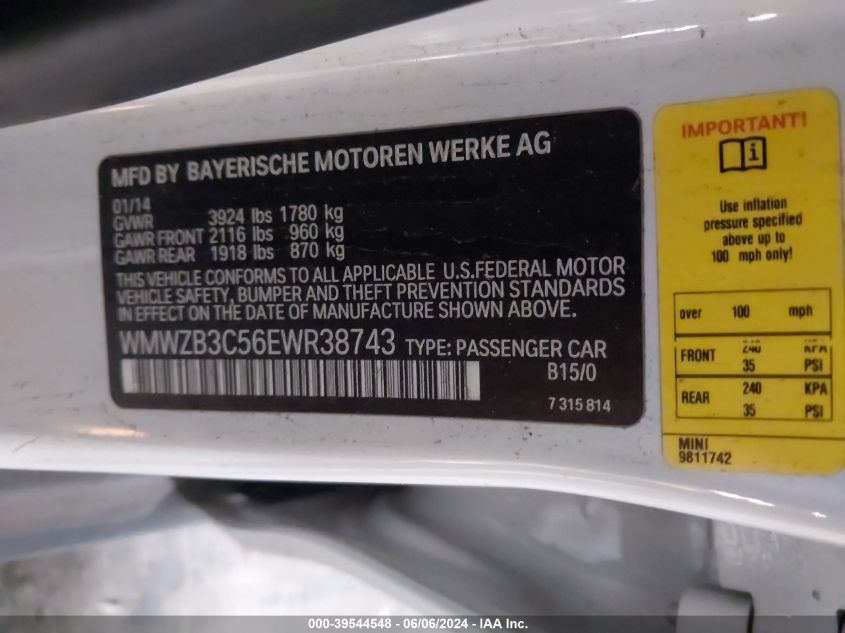 MFD BY BAYERISCHE MOTOREN WERKE AG
01/14
GVWR 3924 lbs 1780 kg
GAWR FRONT 2116 lbs 960 kg
GAWR REAR 1918 lbs 870 kg
THIS VEHICLE CONFORMS TO ALL APPLICABLE U.S.FEDERAL MOTOR
VEHICLE SAFETY, BUMPER AND THEFT PREVENTION STANDARDS
IN EFFECT ON THE DATE OF MANUFACTURE SHOWN ABOVE.
WMWZB3C56EWR38743 TYPE: PASSENGER CAR
B15/0
7 315 814
IMPORTANT!
Use inflation
pressure specified
above up to
100 mph only!
over 100 mph
240 KPA
FRONT
35 PSI
240 KPA
REAR
35 PSI
MINI
9811742
000-39544548 - 06/06/2024 - IAAI.com.